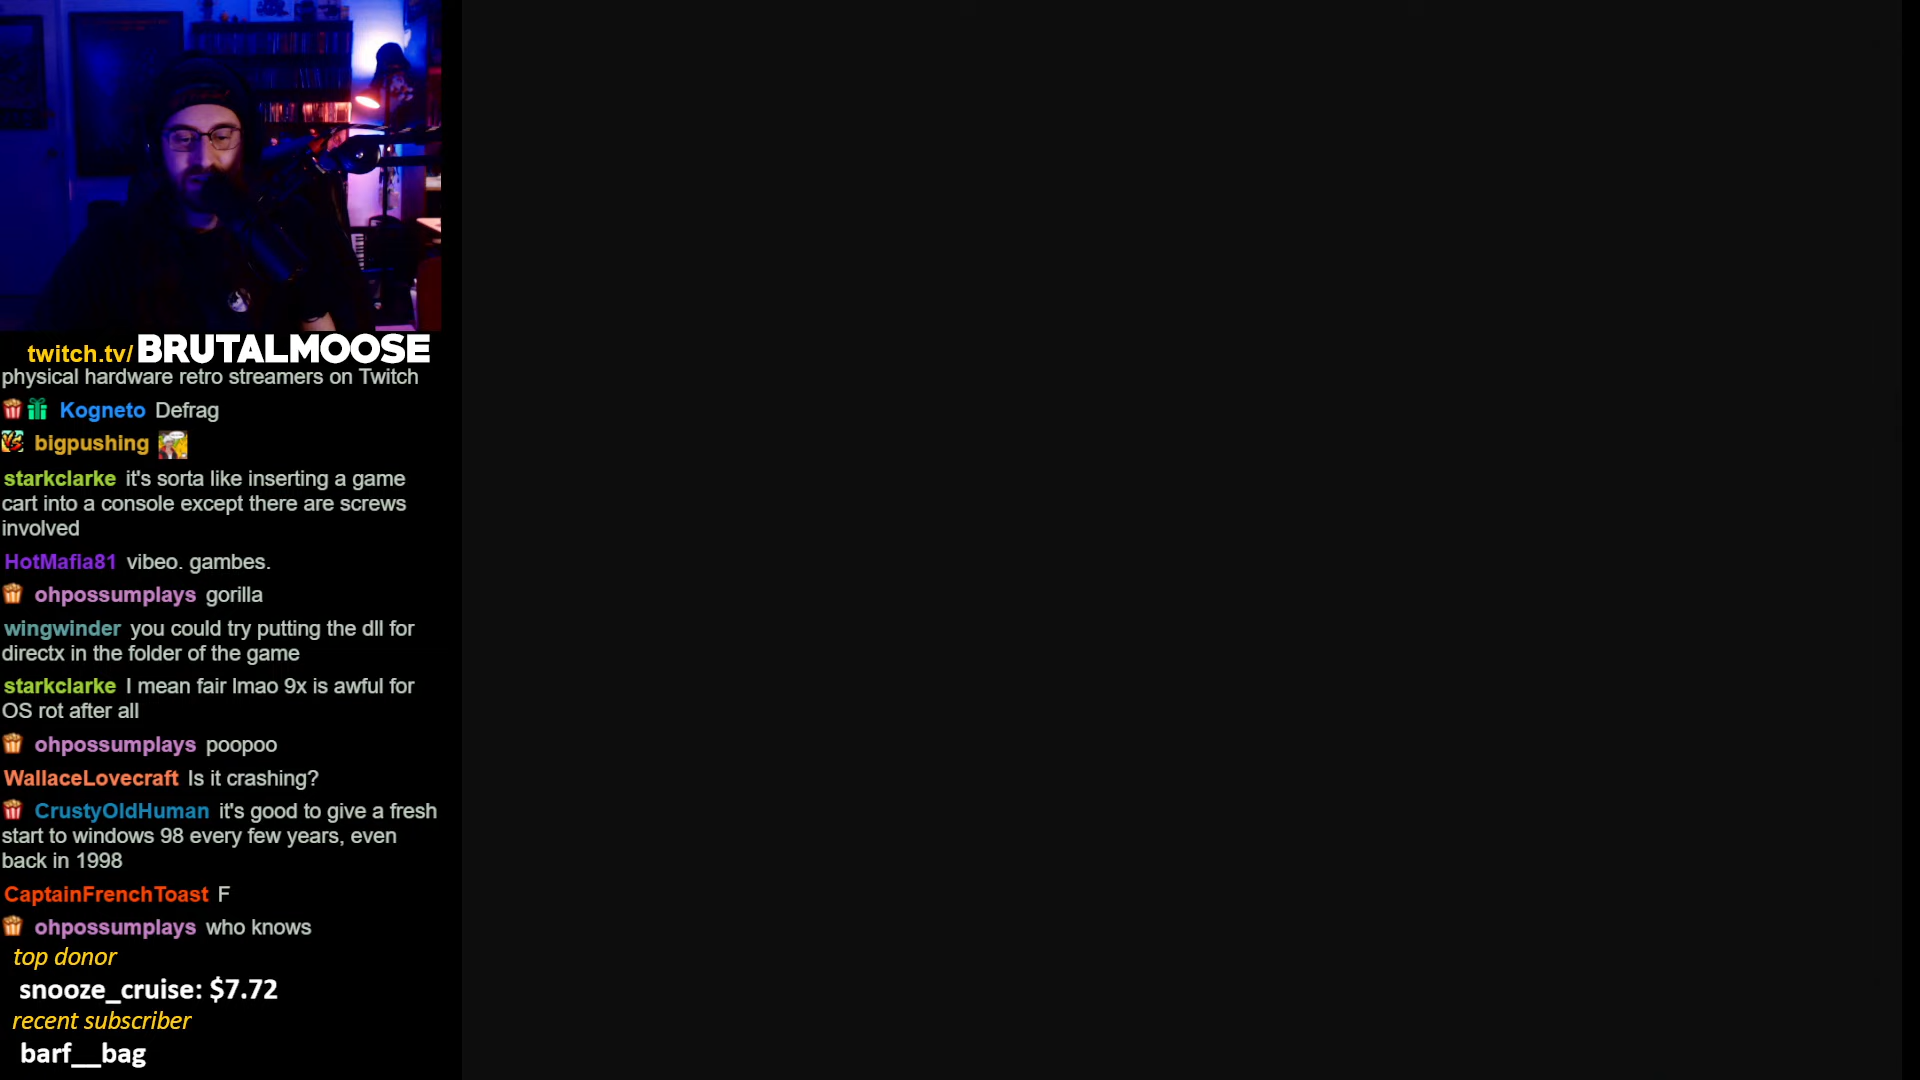 twitch.tv/BRUTALMOOSE
physical hardware retro streamers on Twitch
Kogneto Defrag
bigpushing
starkclarke it's sorta like inserting a game
cart into a console except there are screws
involved
HotMafia81 vibeo. gambes.
ohpossumplays gorilla
wingwinder you could try putting the dll for
directx in the folder of the game
starkclarke I mean fair lmao 9x is awful for
OS rot after all
ohpossumplays poopoo
WallaceLovecraft Is it crashing?
CrustyOldHuman it's good to give a fresh
start to windows 98 every few years, even
back in 1998
CaptainFrenchToast F
ohpossumplays who knows
top donor
snooze_cruise: $7.72
recent subscriber
barf__bag